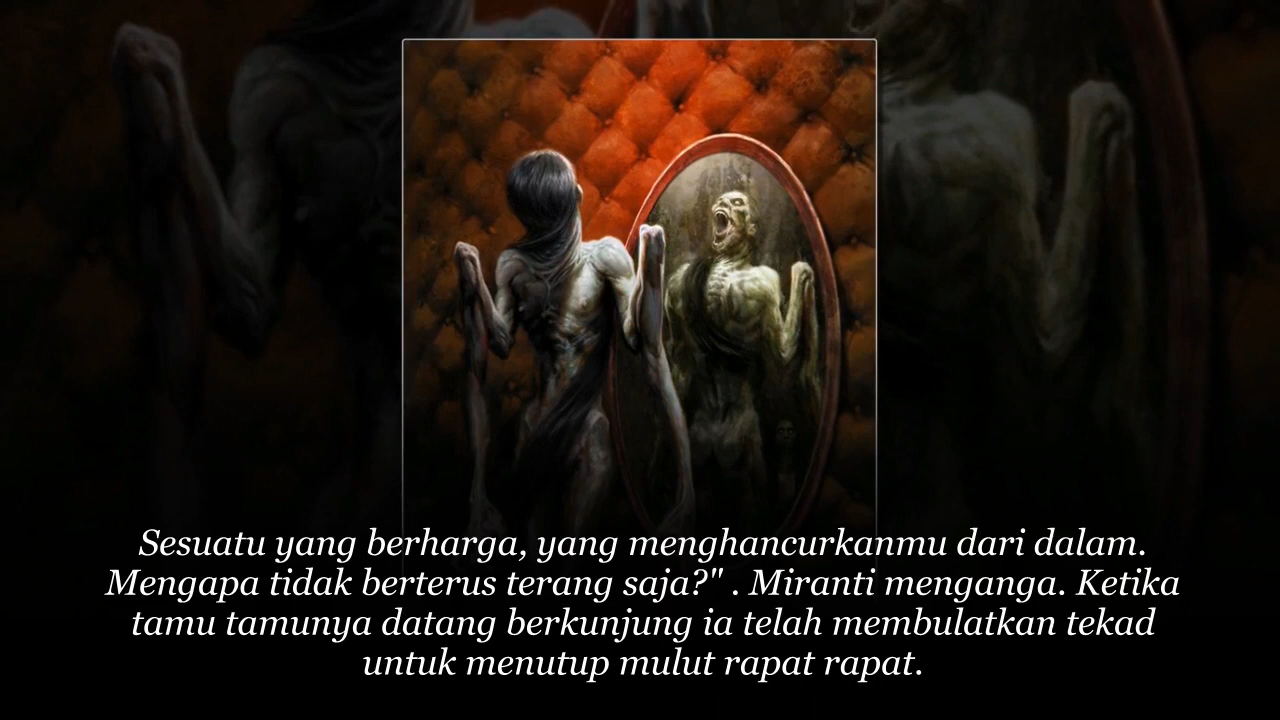 Sesuatu yang berharga, yang menghancurkanmu dari dalam.
Mengapa tidak berterus terang saja?" . Miranti menganga. Ketika
tamu tamunya datang berkunjung ia telah membulatkan tekad
untuk menutup mulut rapat rapat.